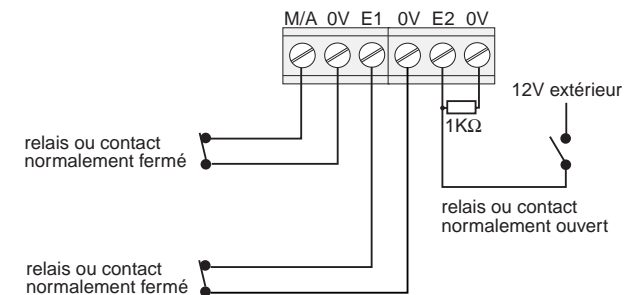 M/A 0V E1 0V E2 0V
12V extérieur
1KΩ
relais ou contact
normalement fermé
relais ou contact
normalement ouvert
relais ou contact
normalement fermé